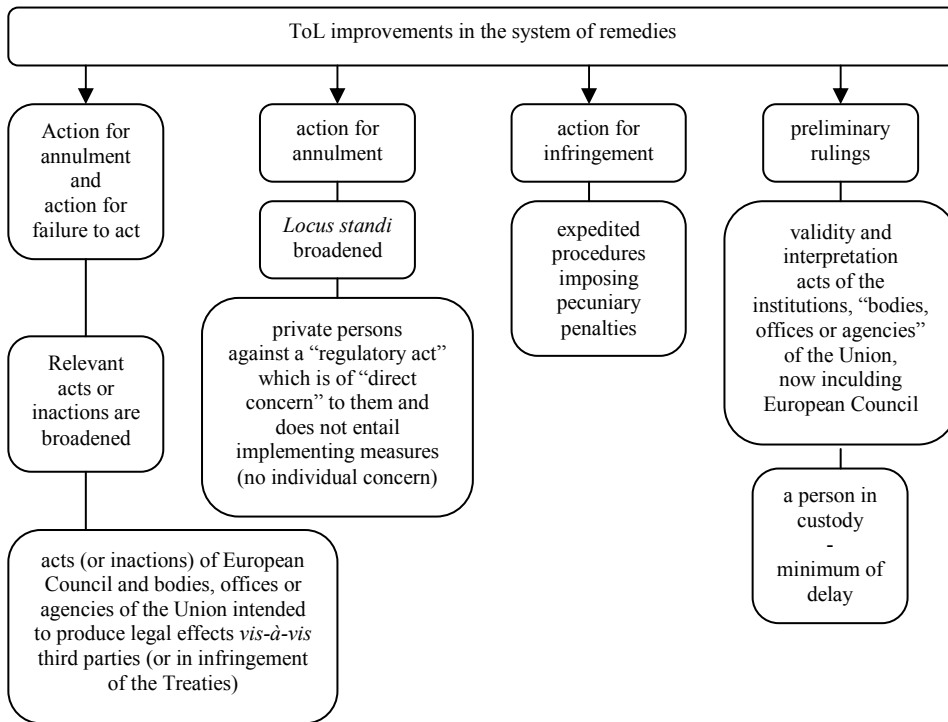 ToL improvements in the system of remedies
Action for
annulment
and
action for
failure to act
Relevant
acts or
inactions are
broadened
acts (or inactions) of European
Council and bodies, offices or
agencies of the Union intended
to produce legal effects vis-à-vis
third parties (or in infringement
of the Treaties)
action for
annulment
Locus standi
broadened
private persons
against a “regulatory act”
which is of “direct
concern” to them and
does not entail
implementing measures
(no individual concern)
action for
infringement
expedited
procedures
imposing
pecuniary
penalties
preliminary
rulings
validity and
interpretation
acts of the
institutions, “bodies,
offices or agencies”
of the Union,
now inculding
European Council
a person in
custody
-
minimum of
delay